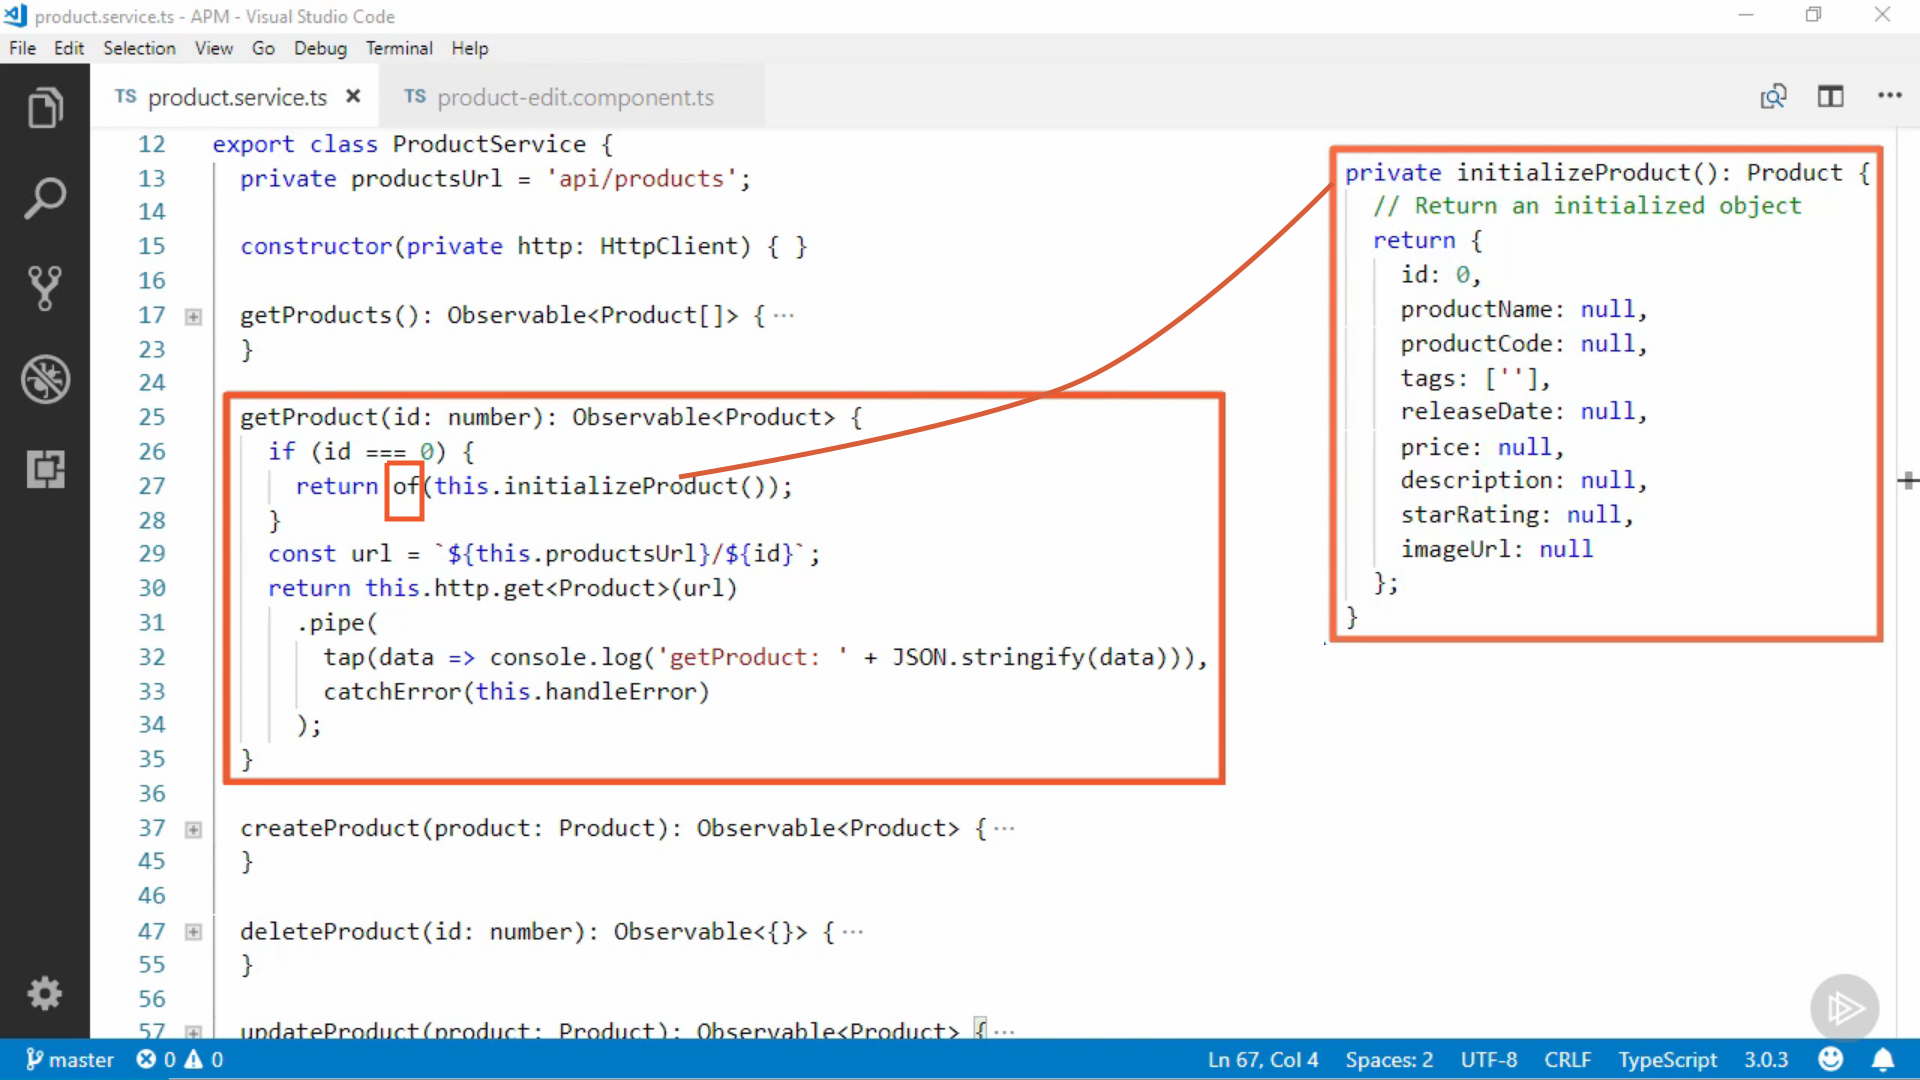 product.service.ts - APM - Visual Studio Code
File Edit Selection View Go Debug Terminal Help
TS product.service.ts × TS product-edit.component.ts
12 export class ProductService {
13 private productsUrl = 'api/products';
14
15 constructor(private http: HttpClient) { }
16
17 getProducts(): Observable<Product[]> {···
23 }
24
25 getProduct(id: number): Observable<Product> {
26 if (id === 0) {
27 return of(this.initializeProduct());
28 }
29 const url = `${this.productsUrl}/${id}`;
30 return this.http.get<Product>(url)
31 .pipe(
32 tap(data => console.log('getProduct: ' + JSON.stringify(data))),
33 catchError(this.handleError)
34 );
35 }
36
37 createProduct(product: Product): Observable<Product> {···
45 }
46
47 deleteProduct(id: number): Observable<{}> {···
55 }
56
57 updateProduct(product: Product): Observable<Product> {···
private initializeProduct(): Product {
// Return an initialized object
return {
id: 0,
productName: null,
productCode: null,
tags: [''],
releaseDate: null,
price: null,
description: null,
starRating: null,
imageUrl: null
};
}
master 0 0 Ln 67, Col 4 Spaces: 2 UTF-8 CRLF TypeScript 3.0.3